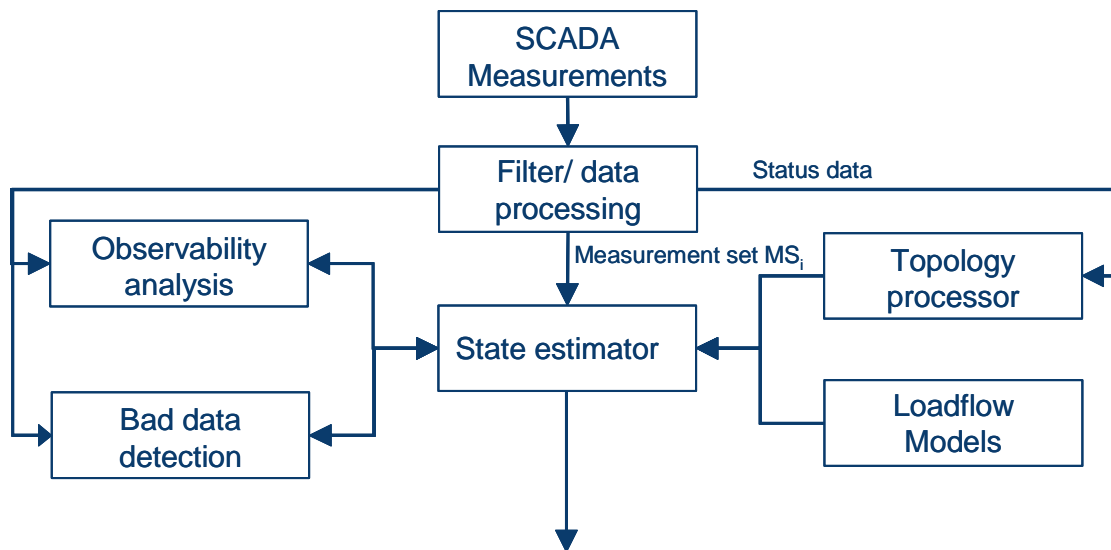 SCADA
Measurements
Filter/ data
processing
Status data
Observability
analysis
Measurement set MSi
Topology
processor
State estimator
Bad data
detection
Loadflow
Models